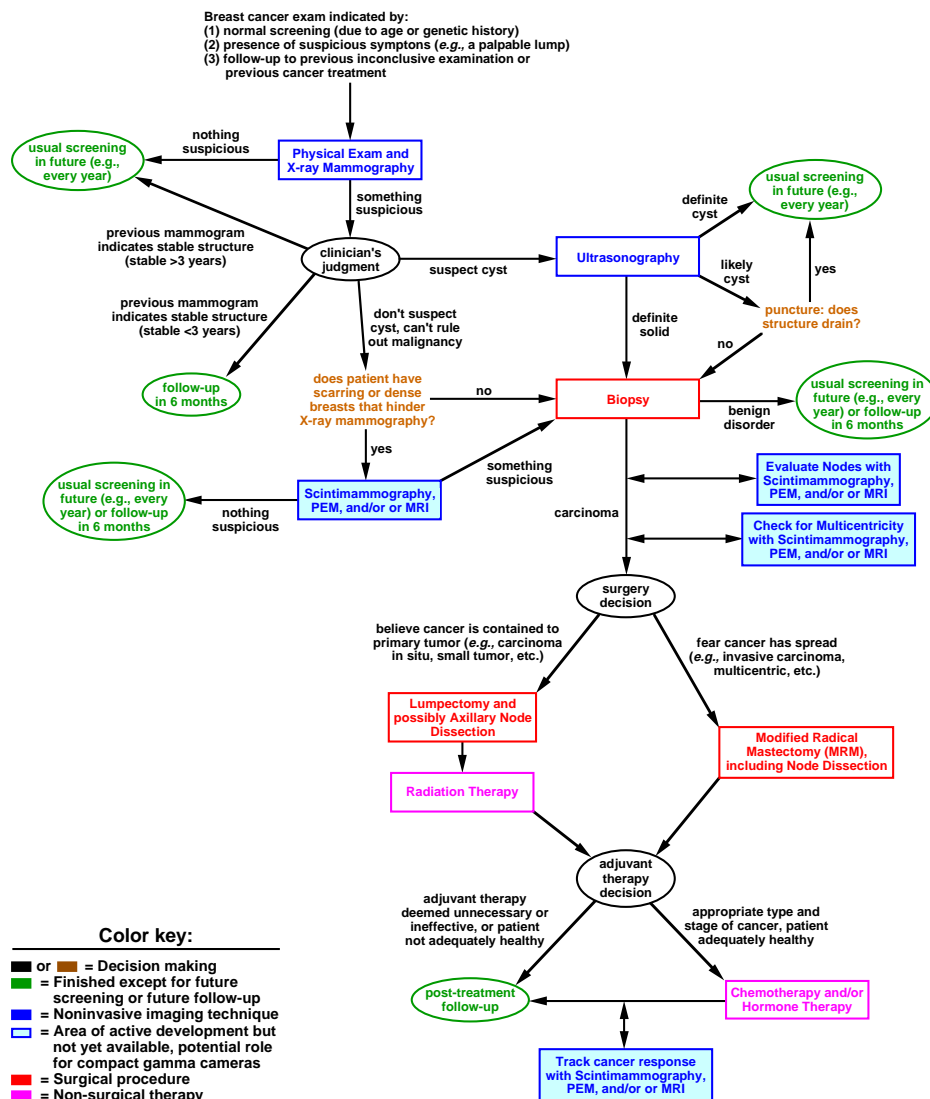 Breast cancer exam indicated by:
(1) normal screening (due to age or genetic history)
(2) presence of suspicious symptons (e.g., a palpable lump)
(3) follow-up to previous inconclusive examination or
previous cancer treatment
nothing
suspicious
usual screening
in future (e.g.,
every year)
Physical Exam and
X-ray Mammography
something
suspicious
usual screening
in future (e.g.,
every year)
definite
cyst
previous mammogram
indicates stable structure
(stable >3 years)
clinician's
judgment
suspect cyst
Ultrasonography
likely
cyst
yes
previous mammogram
indicates stable structure
(stable <3 years)
don't suspect
cyst, can't rule
out malignancy
definite
solid
puncture: does
structure drain?
no
follow-up
in 6 months
does patient have
scarring or dense
breasts that hinder
X-ray mammography?
no
Biopsy
benign
disorder
usual screening in
future (e.g., every
year) or follow-up
in 6 months
yes
something
suspicious
usual screening in
future (e.g., every
year) or follow-up
in 6 months
nothing
suspicious
Scintimammography,
PEM, and/or or MRI
carcinoma
Evaluate Nodes with
Scintimammography,
PEM, and/or or MRI
Check for Multicentricity
with Scintimammography,
PEM, and/or or MRI
surgery
decision
believe cancer is contained to
primary tumor (e.g., carcinoma
in situ, small tumor, etc.)
fear cancer has spread
(e.g., invasive carcinoma,
multicentric, etc.)
Lumpectomy and
possibly Axillary Node
Dissection
Modified Radical
Mastectomy (MRM),
including Node Dissection
Radiation Therapy
adjuvant
therapy
decision
adjuvant therapy
deemed unnecessary or
ineffective, or patient
not adequately healthy
appropriate type and
stage of cancer, patient
adequately healthy
post-treatment
follow-up
Chemotherapy and/or
Hormone Therapy
Track cancer response
with Scintimammography,
PEM, and/or or MRI
Color key:
or = Decision making
= Finished except for future
screening or future follow-up
= Noninvasive imaging technique
= Area of active development but
not yet available, potential role
for compact gamma cameras
= Surgical procedure
= Non-surgical therapy